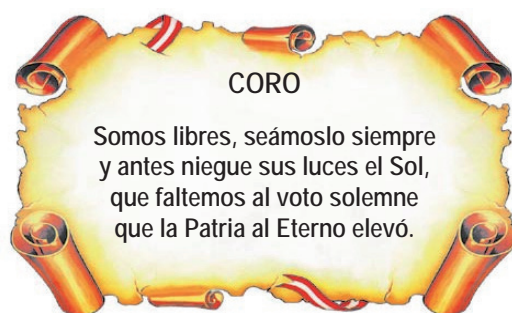 CORO
Somos libres, seámoslo siempre
y antes niegue sus luces el Sol,
que faltemos al voto solemne
que la Patria al Eterno elevó.